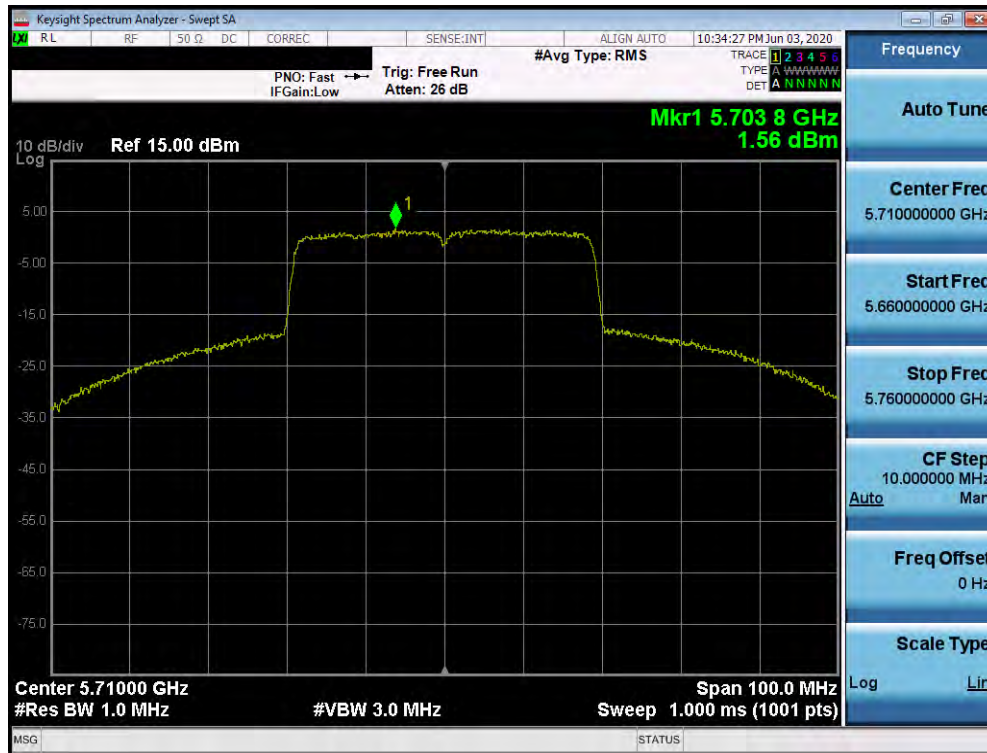 Keysight Spectrum Analyzer - Swept SA
LXI RL RF 50 Ω DC CORREC SENSE:INT ALIGN AUTO 10:34:27 PM Jun 03, 2020
PNO: Fast
IFGain:Low
Trig: Free Run
Atten: 26 dB
#Avg Type: RMS
TRACE 1 2 3 4 5 6
TYPE A WWWWW
DET A N N N N N
Mkr1 5.703 8 GHz
1.56 dBm
10 dB/div
Log
Ref 15.00 dBm
1
5.00
-5.00
-15.0
-25.0
-35.0
-45.0
-55.0
-65.0
-75.0
Center 5.71000 GHz
Span 100.0 MHz
#Res BW 1.0 MHz
#VBW 3.0 MHz
Sweep 1.000 ms (1001 pts)
MSG
STATUS
Frequency
Auto Tune
Center Freq
5.710000000 GHz
Start Freq
5.660000000 GHz
Stop Freq
5.760000000 GHz
CF Step
10.000000 MHz
Auto Man
Freq Offset
0 Hz
Scale Type
Log Lin